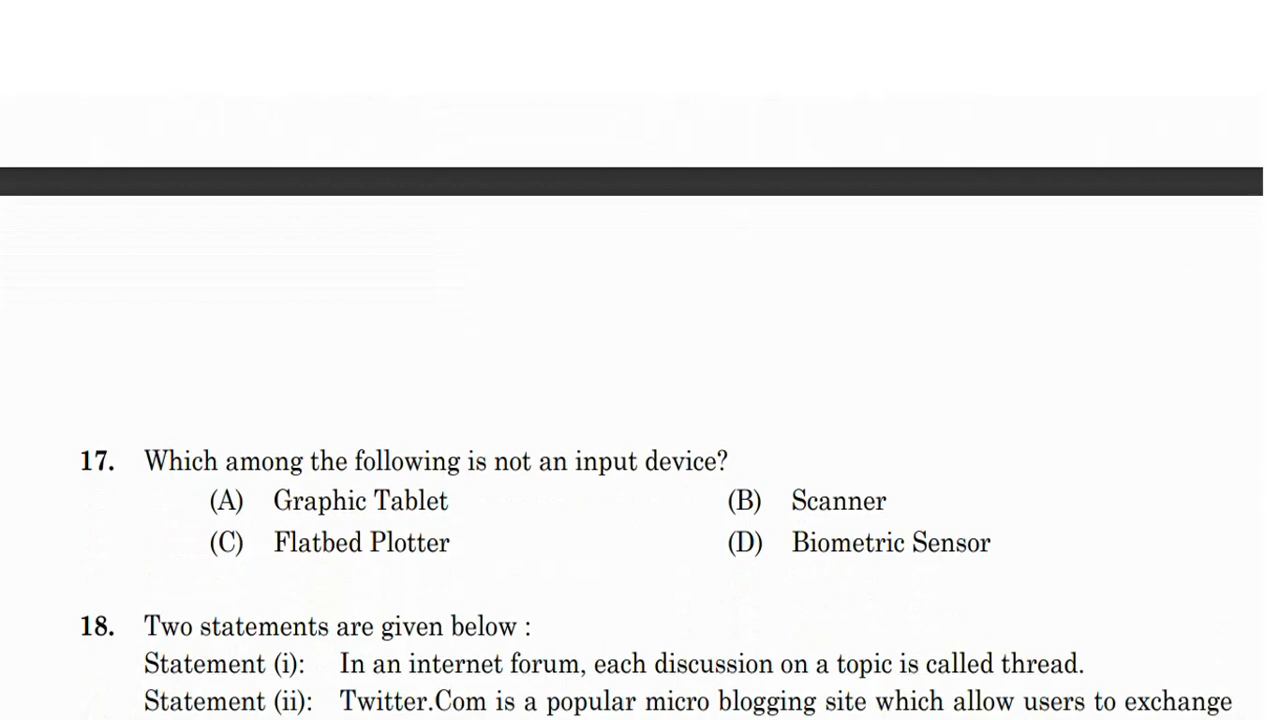 17. Which among the following is not an input device?
(A) Graphic Tablet (B) Scanner
(C) Flatbed Plotter (D) Biometric Sensor
18. Two statements are given below :
Statement (i): In an internet forum, each discussion on a topic is called thread.
Statement (ii): Twitter.Com is a popular micro blogging site which allow users to exchange